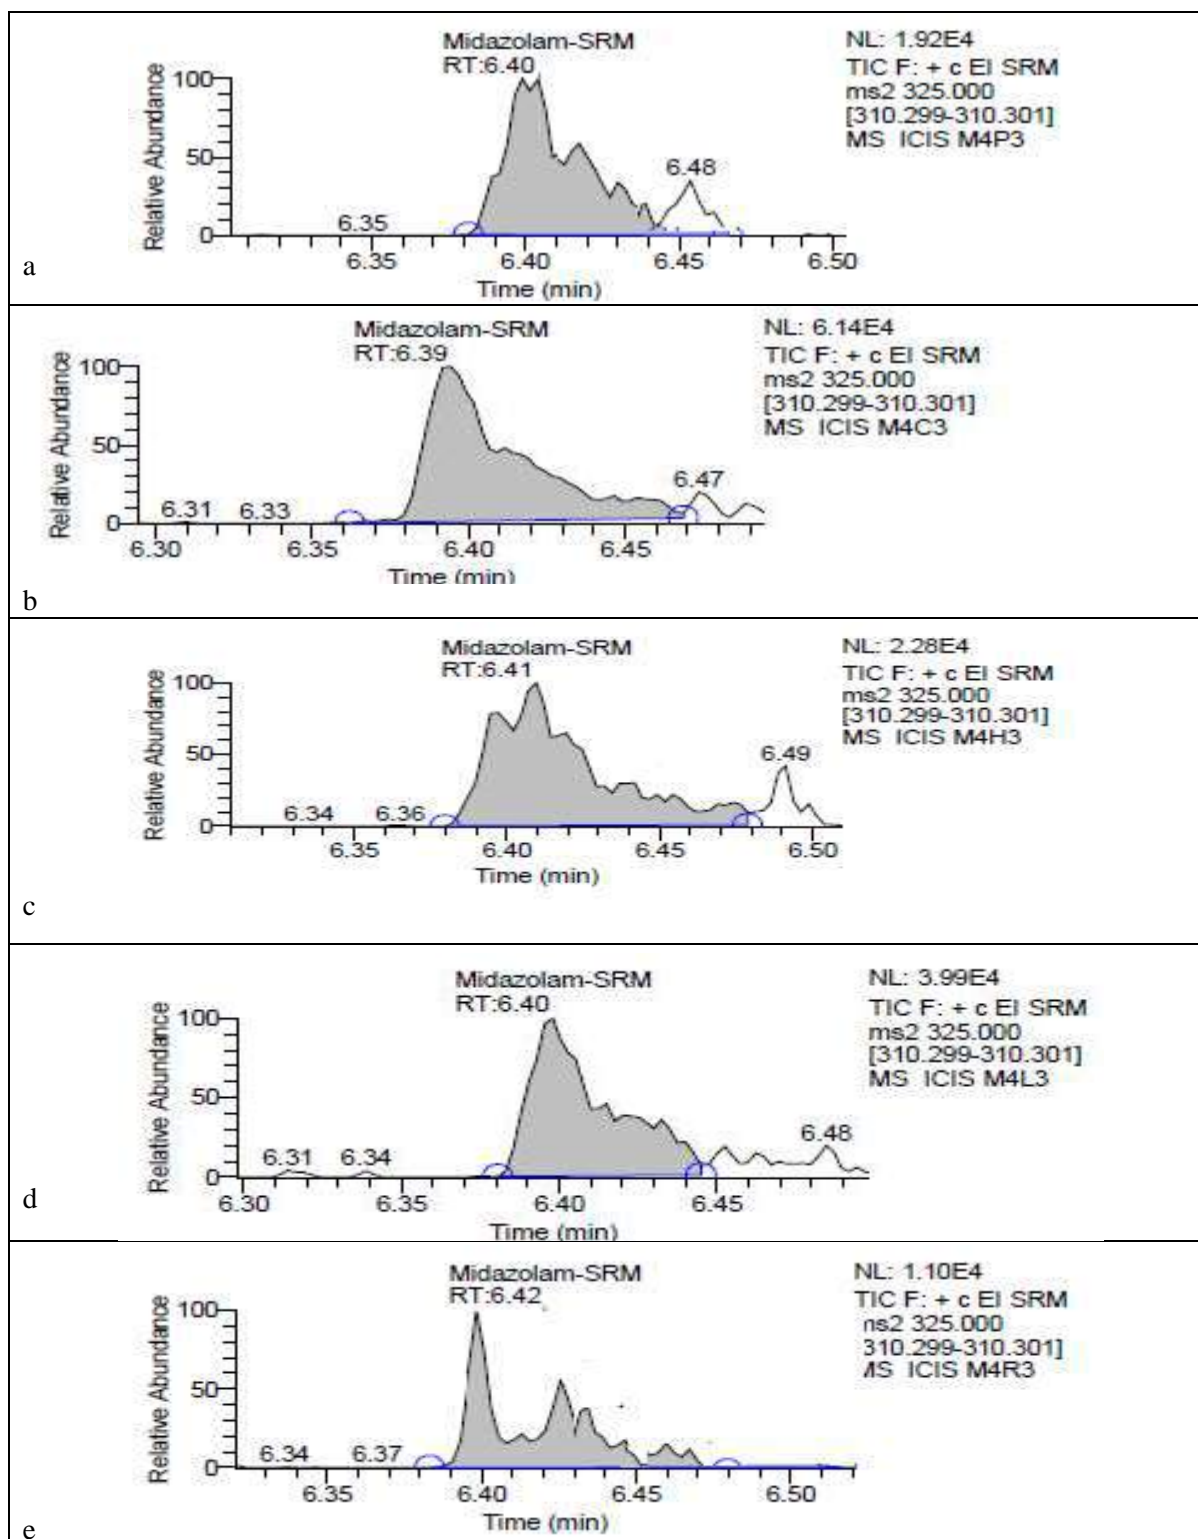 Midazolam-SRM
RT:6.40
NL: 1.92E4
TIC F: + c EI SRM
ms2 325.000
[310.299-310.301]
MS ICIS M4P3
Relative Abundance
100
50
0
6.35
6.48
6.35 6.40 6.45 6.50
Time (min)
a
Midazolam-SRM
RT:6.39
NL: 6.14E4
TIC F: + c EI SRM
ms2 325.000
[310.299-310.301]
MS ICIS M4C3
Relative Abundance
100
50
0
6.31 6.33
6.47
6.30 6.35 6.40 6.45
Time (min)
b
Midazolam-SRM
RT:6.41
NL: 2.28E4
TIC F: + c EI SRM
ms2 325.000
[310.299-310.301]
MS ICIS M4H3
Relative Abundance
100
50
0
6.34 6.36
6.49
6.35 6.40 6.45 6.50
Time (min)
c
Midazolam-SRM
RT:6.40
NL: 3.99E4
TIC F: + c EI SRM
ms2 325.000
[310.299-310.301]
MS ICIS M4L3
Relative Abundance
100
50
0
6.31 6.34
6.48
6.30 6.35 6.40 6.45
Time (min)
d
Midazolam-SRM
RT:6.42
NL: 1.10E4
TIC F: + c EI SRM
ns2 325.000
310.299-310.301]
MS ICIS M4R3
Relative Abundance
100
50
0
6.34 6.37
6.35 6.40 6.45 6.50
Time (min)
e